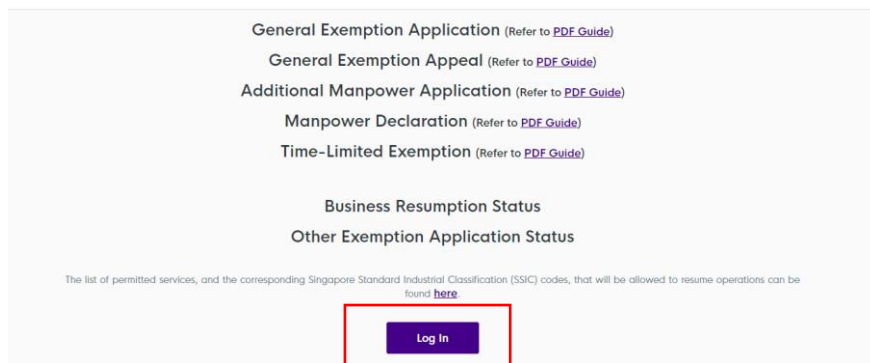 General Exemption Application (Refer to PDF Guide)
General Exemption Appeal (Refer to PDF Guide)
Additional Manpower Application (Refer to PDF Guide)
Manpower Declaration (Refer to PDF Guide)
Time-Limited Exemption (Refer to PDF Guide)
Business Resumption Status
Other Exemption Application Status
The list of permitted services, and the corresponding Singapore Standard Industrial Classification (SSIC) codes, that will be allowed to resume operations can be
found here.
Log In